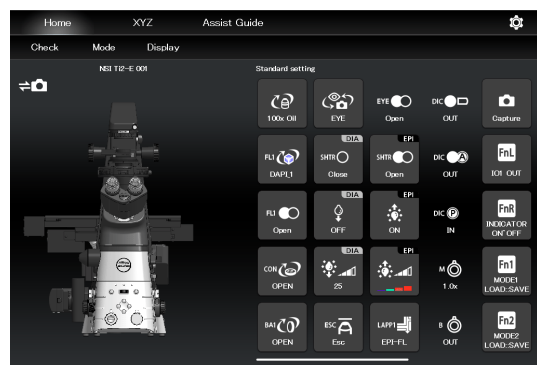 Home XYZ Assist Guide
Check Mode Display
NSI Ti2-E 001
Standard setting
100x Oil
EYE
EYE
Open
DIC
OUT
Capture
FL1
DAPI_1
DIA
SHTR
Close
EPI
SHTR
Open
DIC A
OUT
FnL
IO1 OUT
FL1
Open
DIA
OFF
EPI
ON
DIC P
IN
FnR
INDICATOR
ON^OFF
CON
OPEN
DIA
25
EPI
M
1.0x
Fn1
MODE1
LOAD:SAVE
BA1
OPEN
ESC
Esc
LAPP1
EPI-FL
B
OUT
Fn2
MODE2
LOAD:SAVE